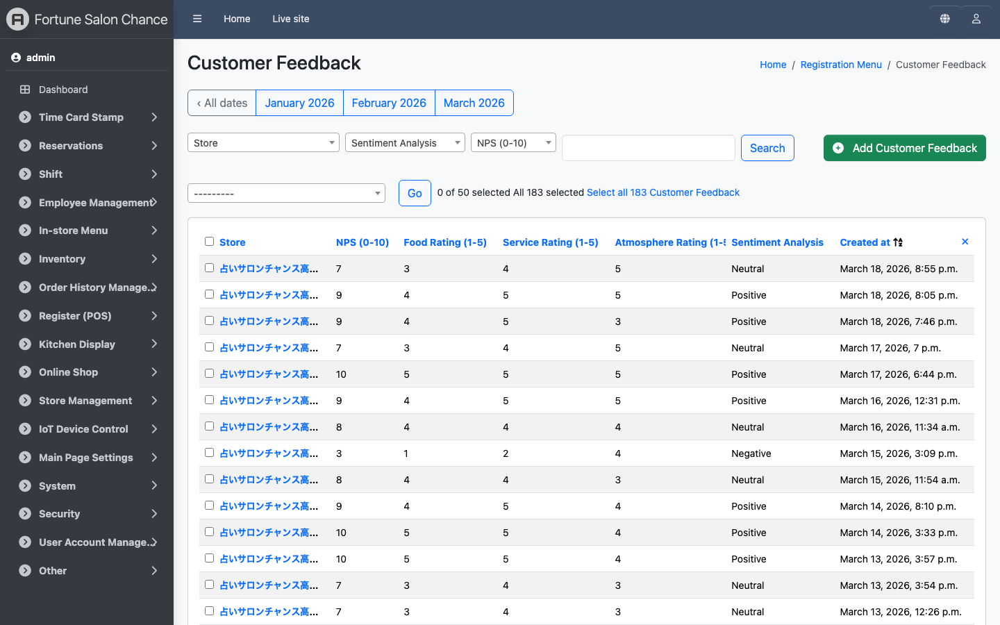 Fortune Salon Chance
Home
Live site
admin
Dashboard
Time Card Stamp
Reservations
Shift
Employee Management
In-store Menu
Inventory
Order History Manage...
Register (POS)
Kitchen Display
Online Shop
Store Management
IoT Device Control
Main Page Settings
System
Security
User Account Manage...
Other
Customer Feedback
Home / Registration Menu / Customer Feedback
‹ All dates
January 2026
February 2026
March 2026
Store
Sentiment Analysis
NPS (0-10)
Search
Add Customer Feedback
---------
Go
0 of 50 selected All 183 selected Select all 183 Customer Feedback
Store NPS (0-10) Food Rating (1-5) Service Rating (1-5) Atmosphere Rating (1-5 Sentiment Analysis Created at
占いサロンチャンス高... 7 3 4 5 Neutral March 18, 2026, 8:55 p.m.
占いサロンチャンス高... 9 4 5 5 Positive March 18, 2026, 8:05 p.m.
占いサロンチャンス高... 9 4 5 3 Positive March 18, 2026, 7:46 p.m.
占いサロンチャンス高... 7 3 4 5 Neutral March 17, 2026, 7 p.m.
占いサロンチャンス高... 10 5 5 5 Positive March 17, 2026, 6:44 p.m.
占いサロンチャンス高... 9 4 5 5 Positive March 16, 2026, 12:31 p.m.
占いサロンチャンス高... 8 4 4 4 Neutral March 16, 2026, 11:34 a.m.
占いサロンチャンス高... 3 1 2 4 Negative March 15, 2026, 3:09 p.m.
占いサロンチャンス高... 8 4 4 3 Neutral March 15, 2026, 11:54 a.m.
占いサロンチャンス高... 9 4 5 4 Positive March 14, 2026, 8:10 p.m.
占いサロンチャンス高... 10 5 5 4 Positive March 14, 2026, 3:33 p.m.
占いサロンチャンス高... 10 5 5 4 Positive March 13, 2026, 3:57 p.m.
占いサロンチャンス高... 7 3 4 3 Neutral March 13, 2026, 3:54 p.m.
占いサロンチャンス高... 7 3 4 3 Neutral March 13, 2026, 12:26 p.m.